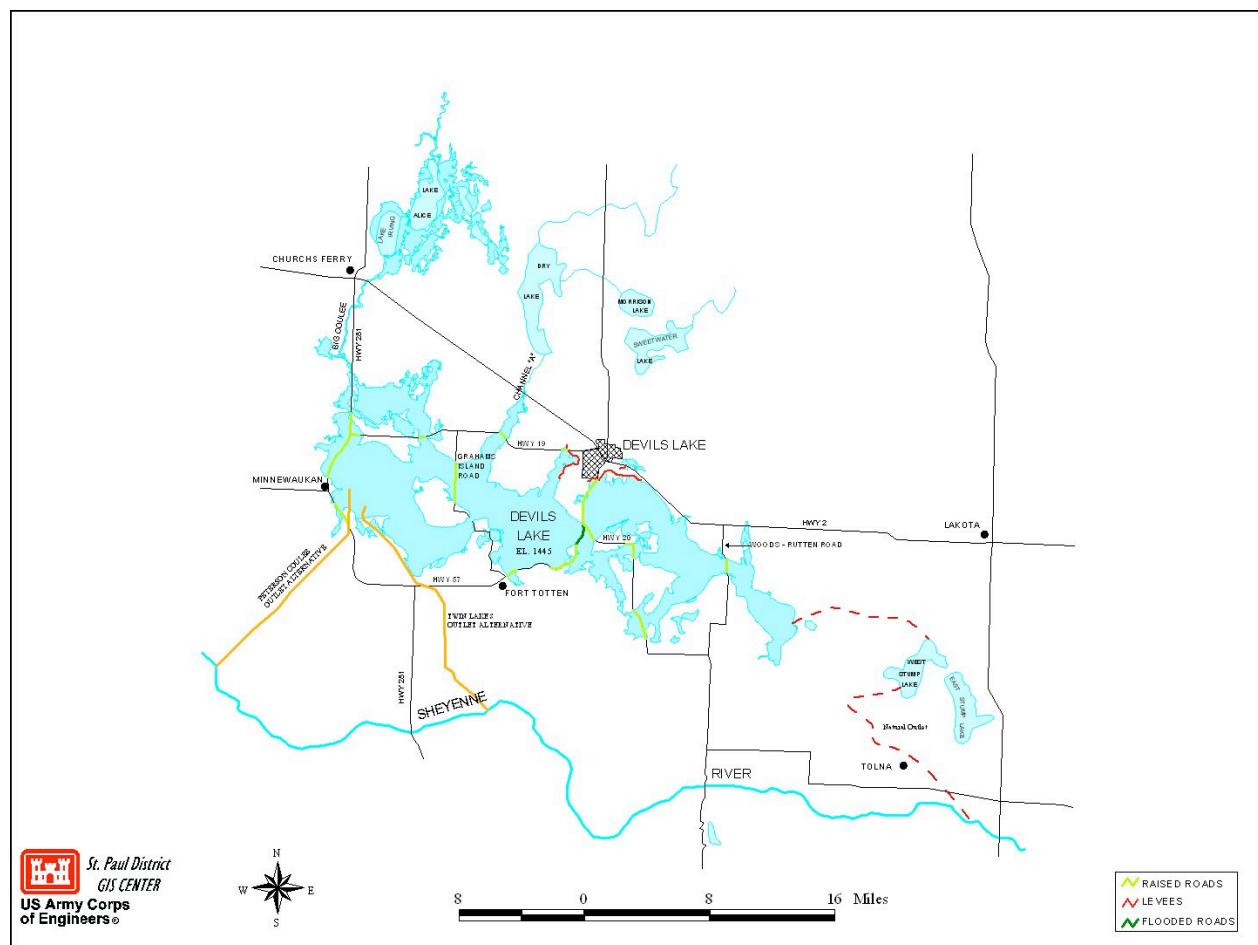 LAKE
ALICE
LAKE
IRVING
CHURCHS FERRY
DRY
LAKE
MORRISON
LAKE
SWEETWATER
LAKE
BIG COULEE
HWY 281
CHANNEL "A"
HWY 19
DEVILS LAKE
GRAHAMS
ISLAND
ROAD
MINNEWAUKAN
DEVILS
LAKE
EL. 1445
HWY 20
HWY 2
LAKOTA
WOODS - RUTTEN ROAD
PETERSON COULEE
OUTLET ALTERNATIVE
HWY 57
FORT TOTTEN
TWIN LAKES
OUTLET ALTERNATIVE
WEST
STUMP
LAKE
EAST STUMP LAKE
HWY 281
SHEYENNE
Natural Outlet
TOLNA
RIVER
St. Paul District
GIS CENTER
US Army Corps
of Engineers®
N
W E
S
8 0 8 16 Miles
RAISED ROADS
LEVEES
FLOODED ROADS